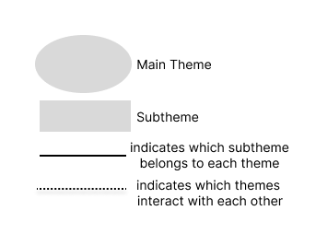 Main Theme
Subtheme
indicates which subtheme
belongs to each theme
indicates which themes
interact with each other